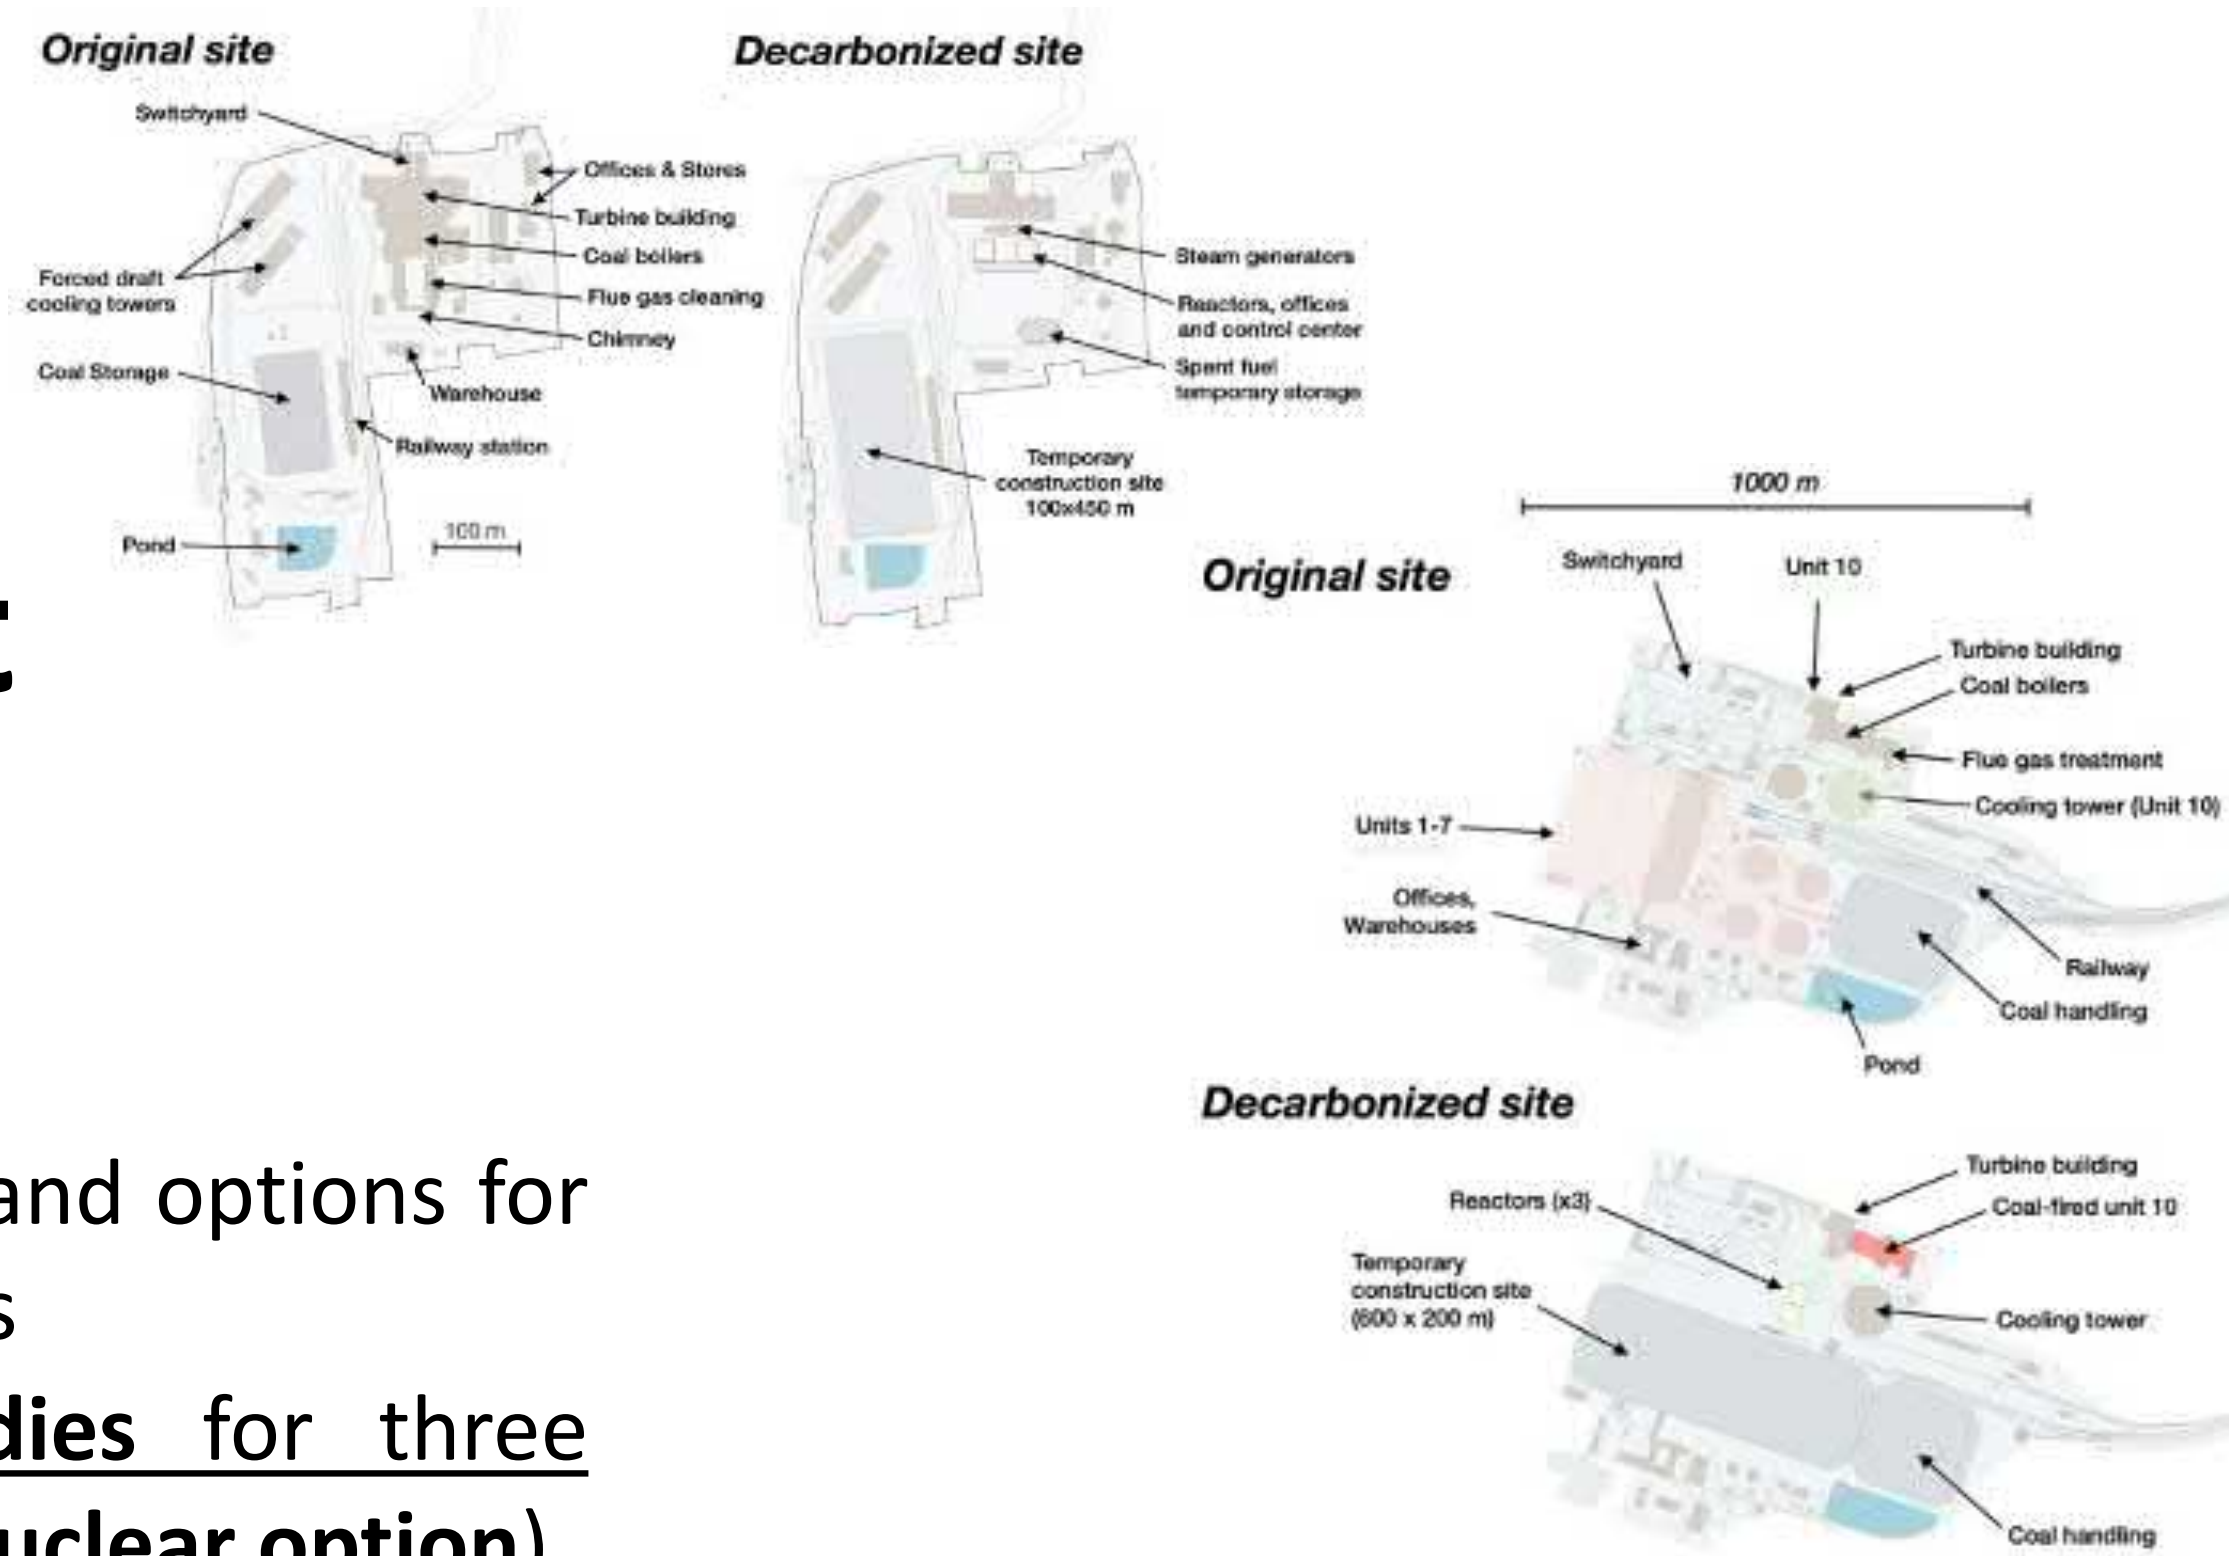 Original site
Switchyard
Offices & Stores
Turbine building
Coal boilers
Flue gas cleaning
Chimney
Forced draft
cooling towers
Coal Storage
Warehouse
Railway station
Pond
100 m
Decarbonized site
Steam generators
Reactors, offices
and control center
Spent fuel
temporary storage
Temporary
construction site
100x450 m
1000 m
Original site
Switchyard
Unit 10
Turbine building
Coal boilers
Flue gas treatment
Cooling tower (Unit 10)
Units 1-7
Offices,
Warehouses
Railway
Coal handling
Pond
Decarbonized site
Turbine building
Reactors (x3)
Coal-fired unit 10
Temporary
construction site
(600 x 200 m)
Cooling tower
Coal handling
t
and options for
s
dies for three
uclear option)